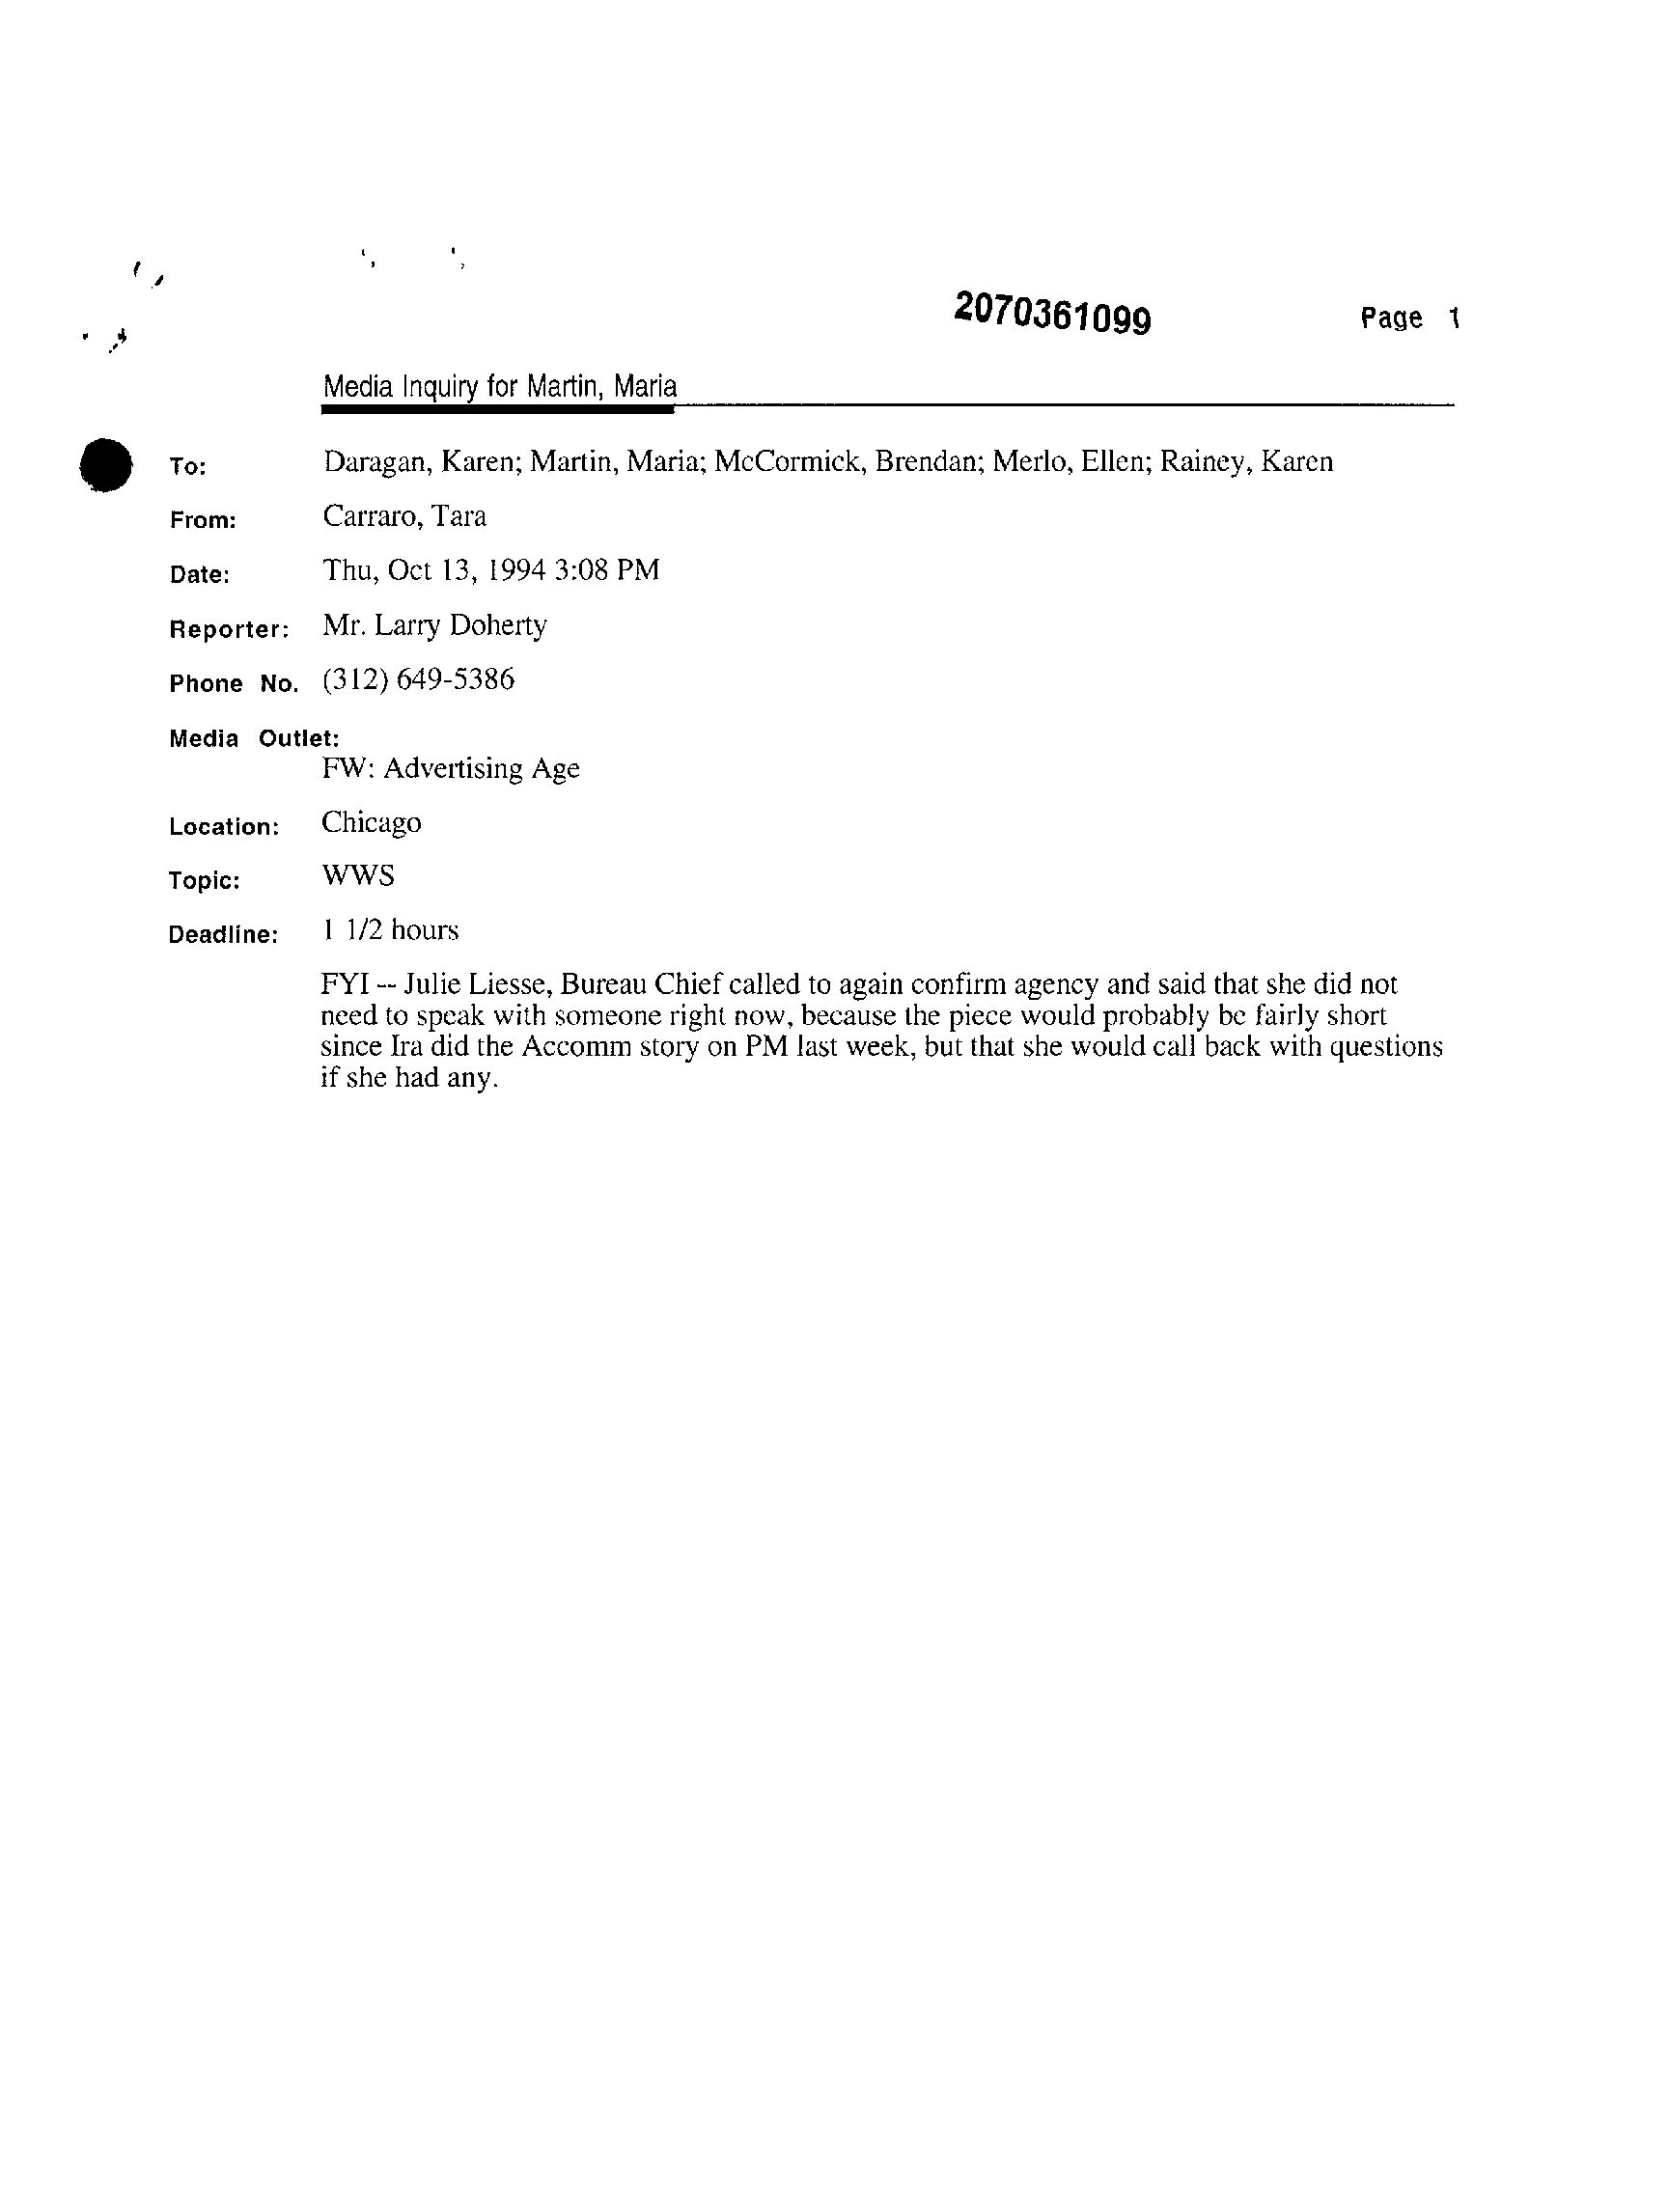 2070361099 Page 1
Media Inquiry for Martin, Maria
To: Daragan, Karen; Martin, Maria; McCormick, Brendan; Merlo, Ellen; Rainey, Karen
From: Carraro, Tara
Date: Thu, Oct 13, 1994 3:08 PM
Reporter: Mr. Larry Doherty
Phone No. (312) 649-5386
Media Outlet:
FW: Advertising Age
Location: Chicago
Topic: WWS
Deadline: 1 1/2 hours
FYI -- Julie Liesse, Bureau Chief called to again confirm agency and said that she did not
need to speak with someone right now, because the piece would probably be fairly short
since Ira did the Accomm story on PM last week, but that she would call back with questions
if she had any.